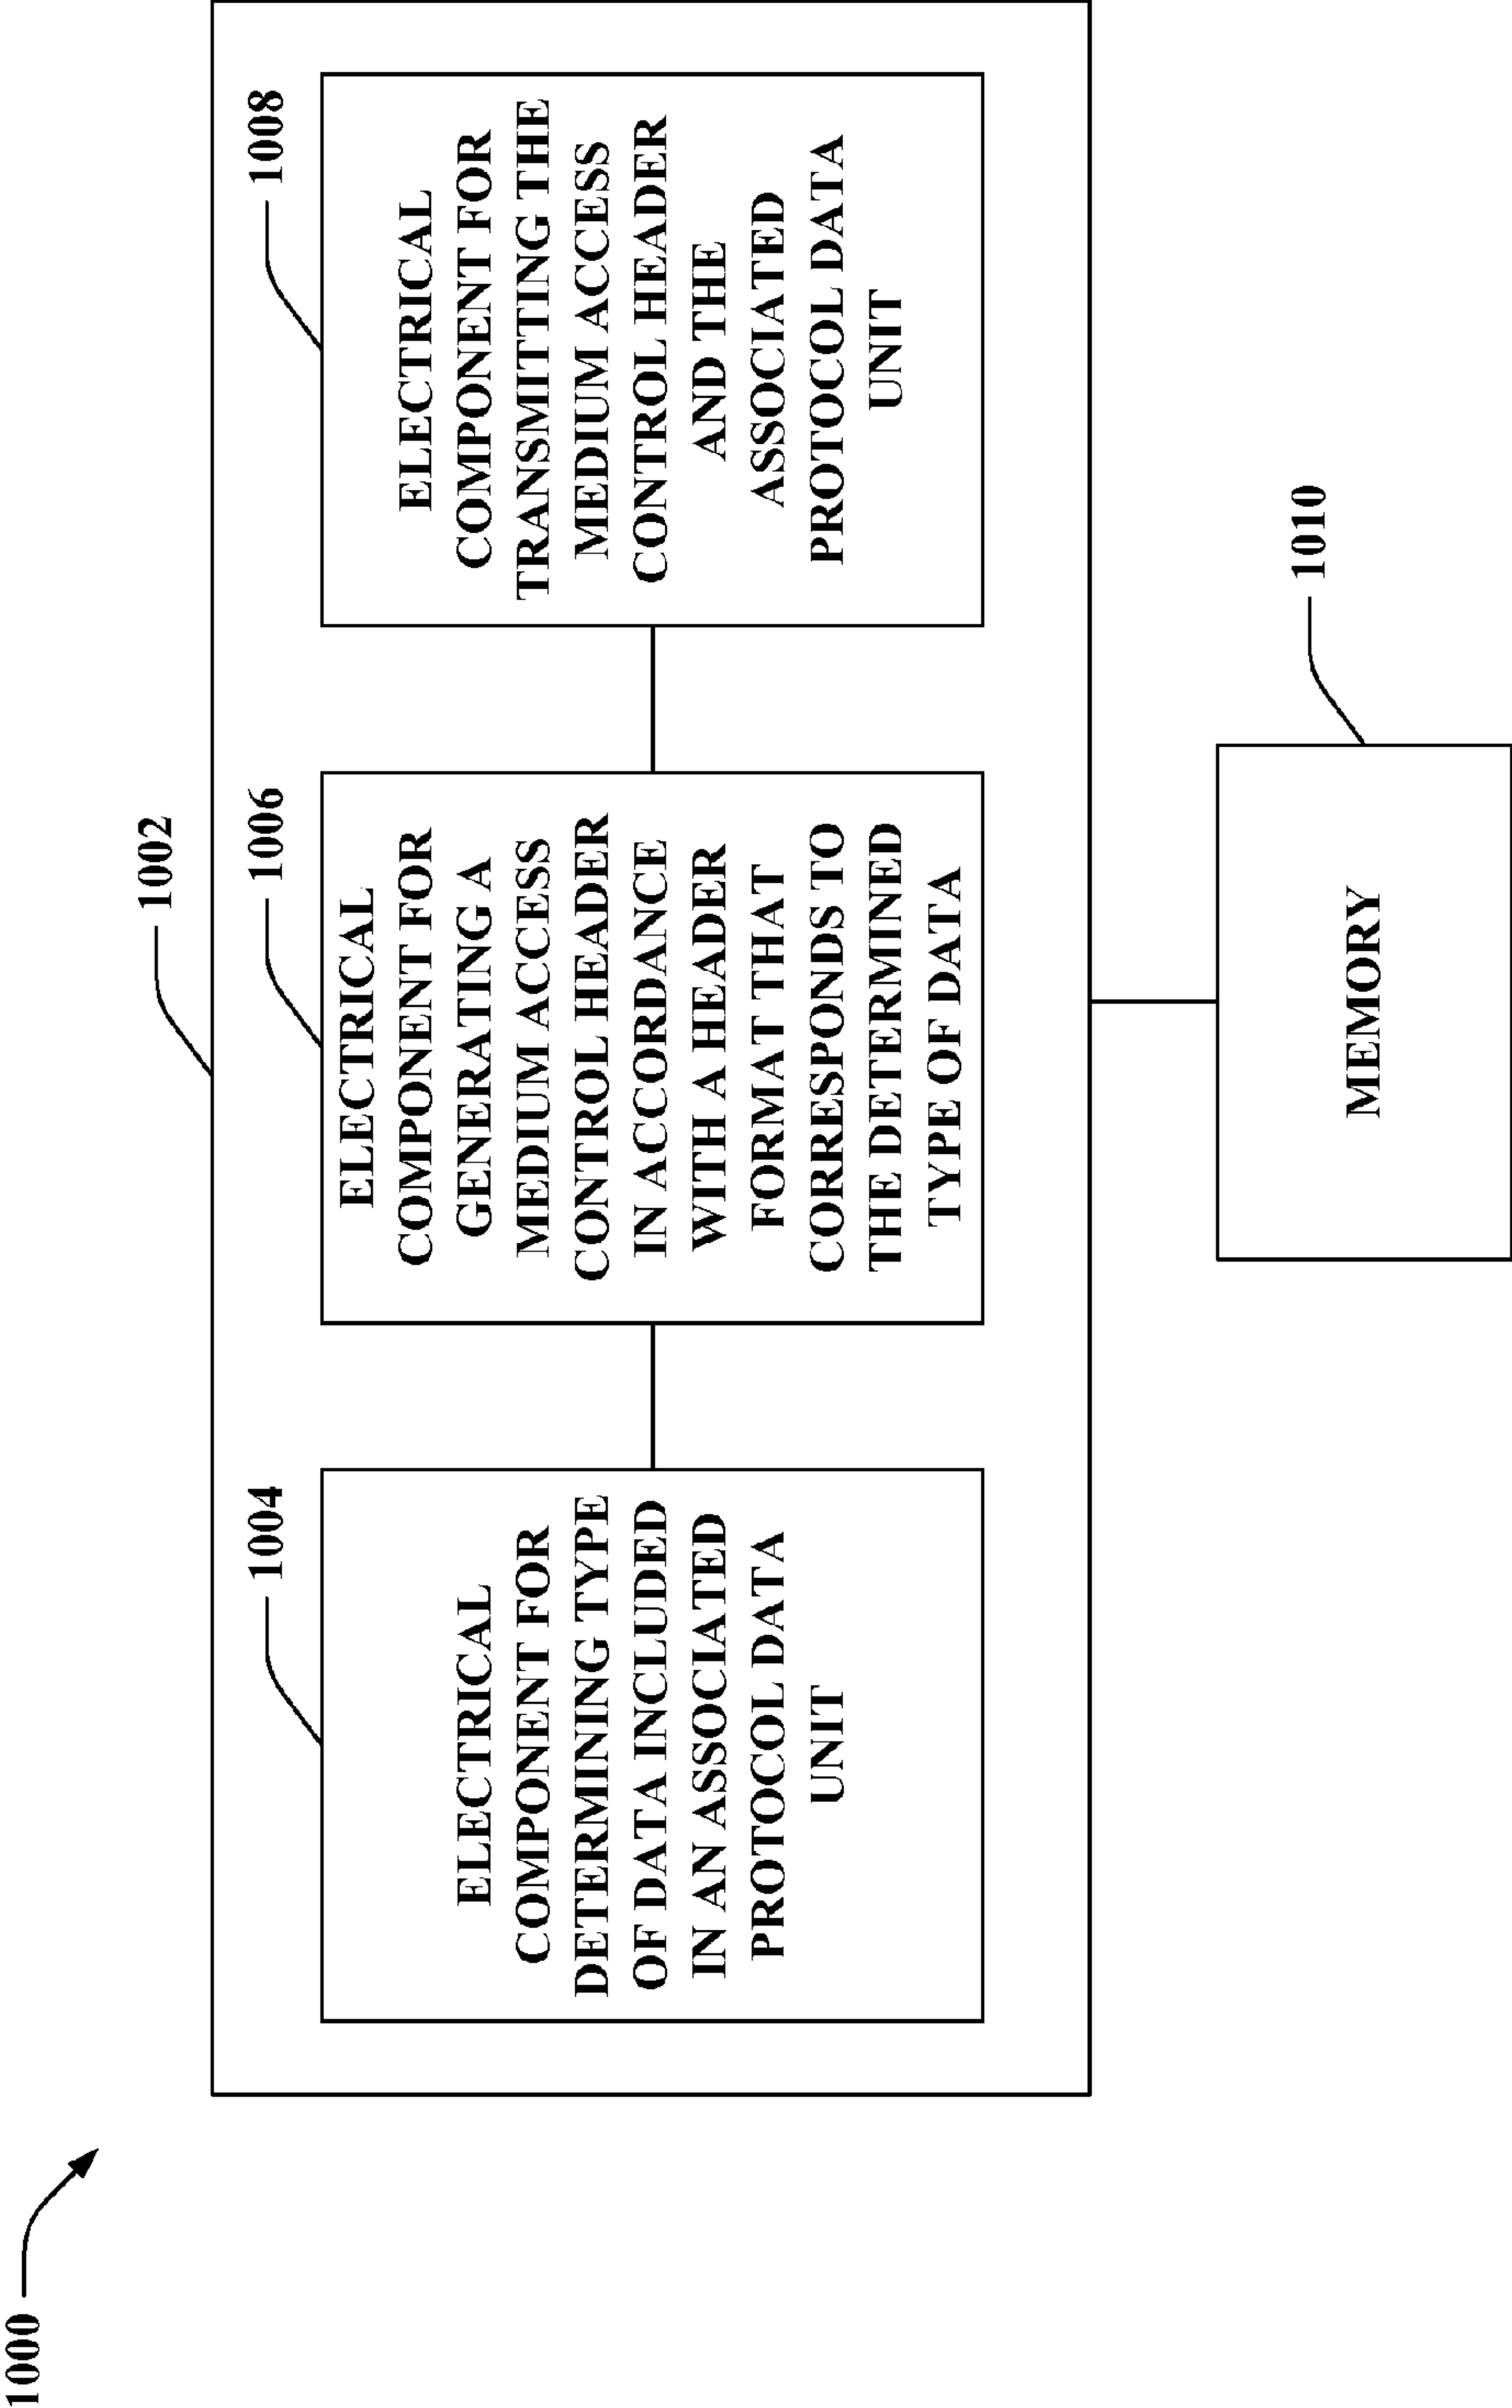 1000
1002
1004
ELECTRICAL
COMPONENT FOR
DETERMINING TYPE
OF DATA INCLUDED
IN AN ASSOCIATED
PROTOCOL DATA
UNIT
1006
ELECTRICAL
COMPONENT FOR
GENERATING A
MEDIUM ACCESS
CONTROL HEADER
IN ACCORDANCE
WITH A HEADER
FORMAT THAT
CORRESPONDS TO
THE DETERMINED
TYPE OF DATA
1008
ELECTRICAL
COMPONENT FOR
TRANSMITTING THE
MEDIUM ACCESS
CONTROL HEADER
AND THE
ASSOCIATED
PROTOCOL DATA
UNIT
1010
MEMORY